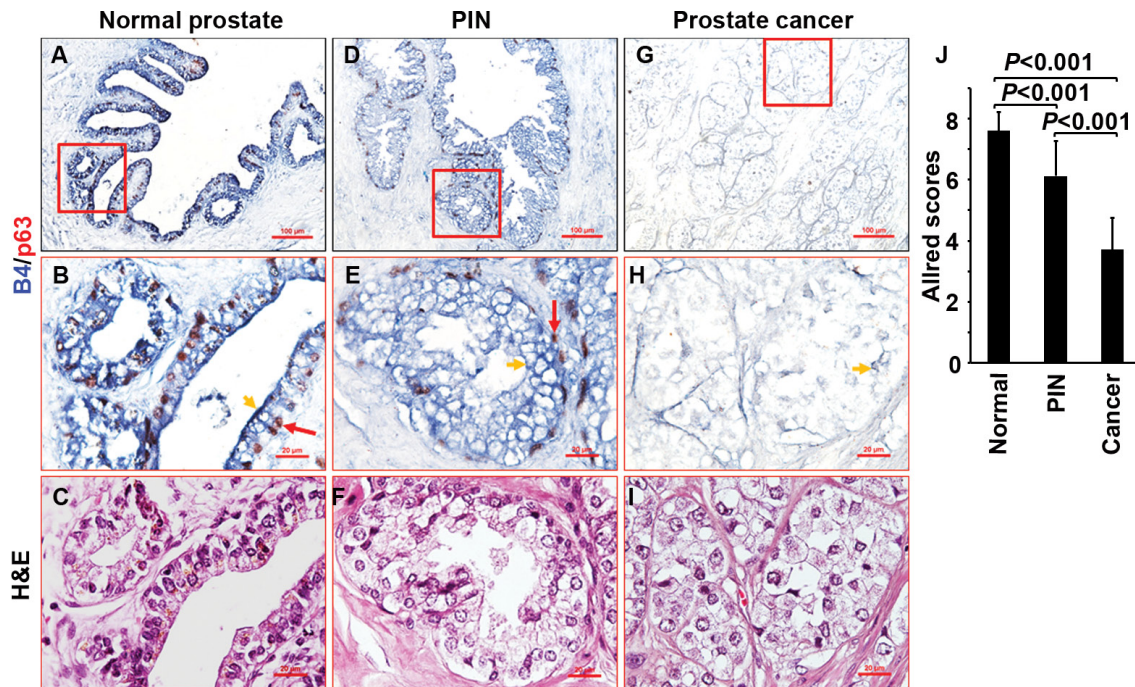 Normal prostate
PIN
Prostate cancer
B4/p63
A
100 µm
D
100 µm
G
100 µm
B
20 µm
E
20 µm
H
20 µm
H&E
C
20 µm
F
20 µm
I
20 µm
J
P<0.001
P<0.001
P<0.001
Allred scores
8
6
4
2
0
Normal
PIN
Cancer